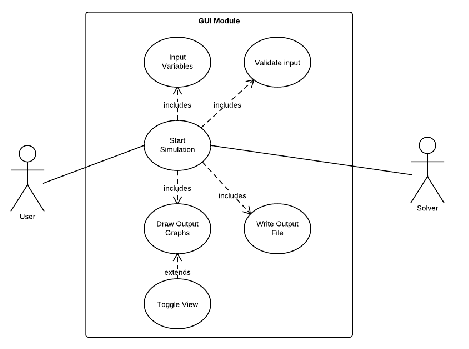 GUI Module
Input
Variables
Validate input
includes
includes
Start
Simulation
includes
includes
User
Solver
Draw Output
Graphs
Write Output
File
extends
Toggle View